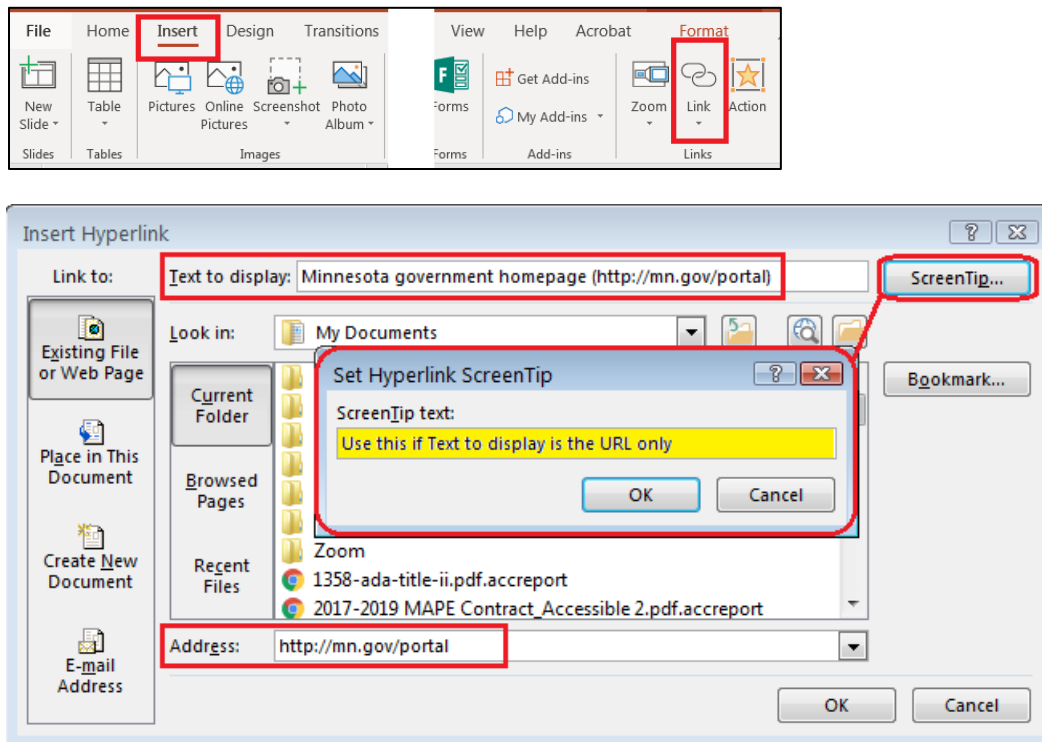 File Home Insert Design Transitions View Help Acrobat Format
New Slide Table Pictures Online Pictures Screenshot Photo Album Forms Get Add-ins My Add-ins Zoom Link Action
Slides Tables Images Forms Add-ins Links
Insert Hyperlink
Link to:
Text to display: Minnesota government homepage (http://mn.gov/portal)
ScreenTip...
Existing File or Web Page
Look in: My Documents
Bookmark...
Current Folder
Set Hyperlink ScreenTip
ScreenTip text:
Use this if Text to display is the URL only
OK Cancel
Place in This Document
Browsed Pages
Create New Document
Recent Files
Zoom
1358-ada-title-ii.pdf.accreport
2017-2019 MAPE Contract_Accessible 2.pdf.accreport
E-mail Address
Address: http://mn.gov/portal
OK Cancel